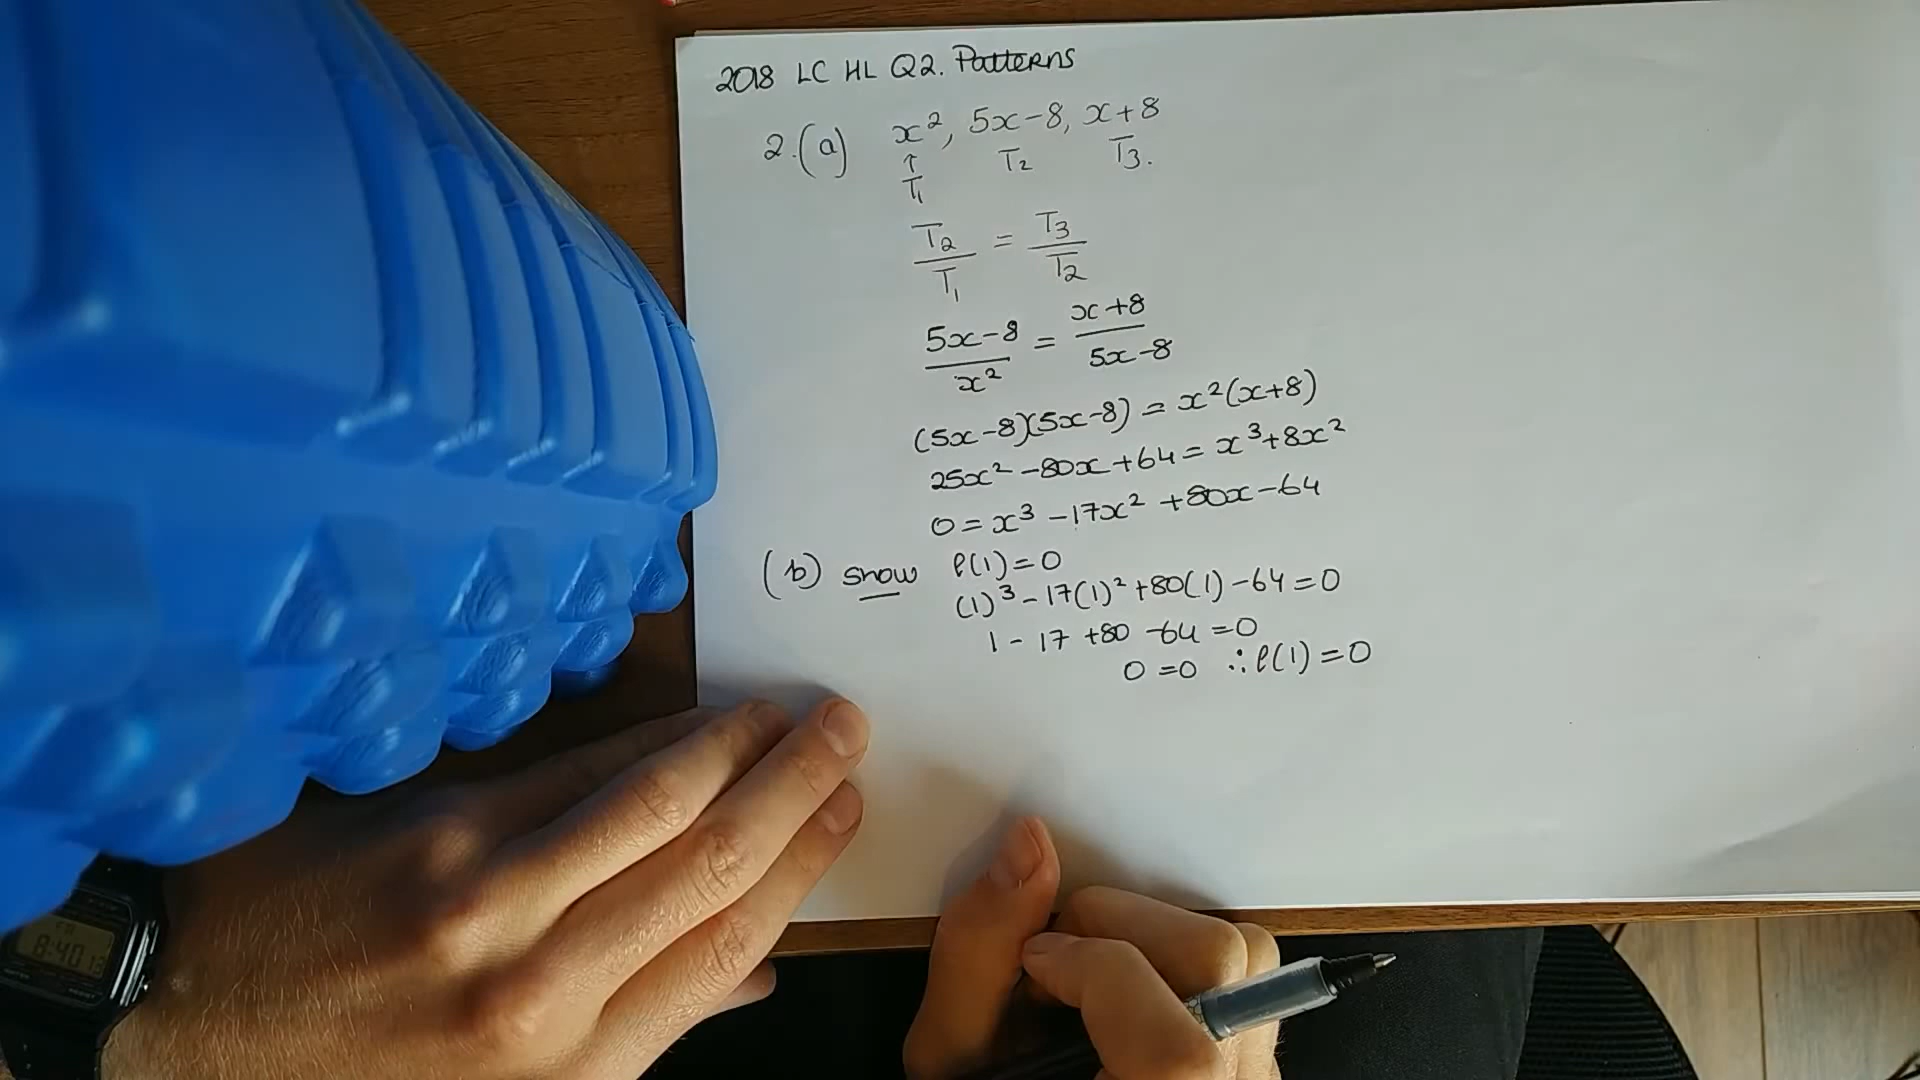 2018 LC HL Q2. Patterns
2.(a) x², 5x-8, x+8
↑ T₂ T₃.
T₁
T₂/T₁ = T₃/T₂
5x-8/x² = x+8/5x-8
(5x-8)(5x-8) = x²(x+8)
25x² -80x +64 = x³+8x²
0 = x³ -17x² +80x -64
(b) show f(1)=0
(1)³ - 17(1)² +80(1) -64 =0
1 - 17 +80 -64 =0
0 =0 ∴ f(1) =0
8:40 13